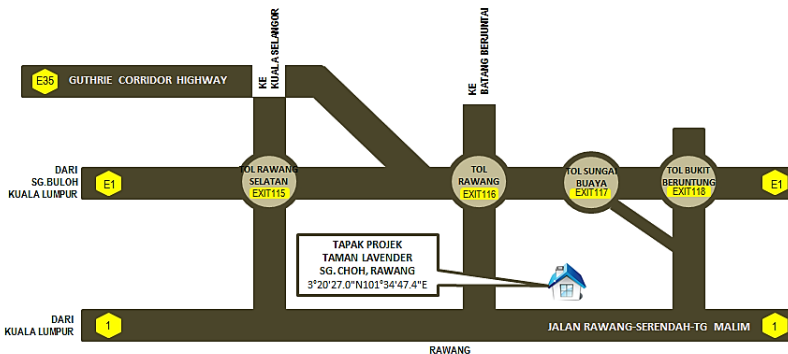 KE
KUALA SELANGOR
KE
BATANG BERJUNTAI
E35
GUTHRIE CORRIDOR HIGHWAY
DARI
SG.BULOH
KUALA LUMPUR
E1
TOL RAWANG
SELATAN
EXIT115
TOL
RAWANG
EXIT116
TOL SUNGAI
BUAYA
EXIT117
TOL BUKIT
BERUNTUNG
EXIT118
E1
TAPAK PROJEK
TAMAN LAVENDER
SG. CHOH, RAWANG
3°20'27.0"N101°34'47.4"E
DARI
KUALA LUMPUR
1
JALAN RAWANG-SERENDAH-TG MALIM
1
RAWANG